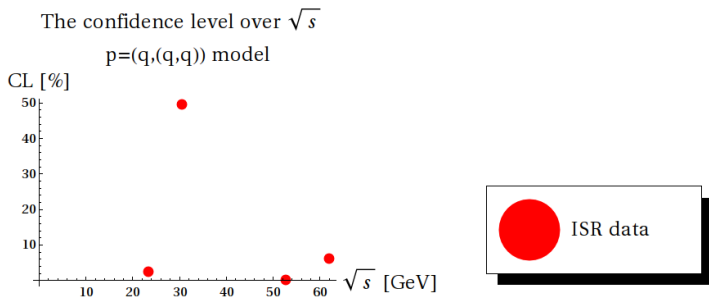 The confidence level over √s
p=(q,(q,q)) model
CL [%]
50
40
30
20
10
10 20 30 40 50 60
√s [GeV]
ISR data